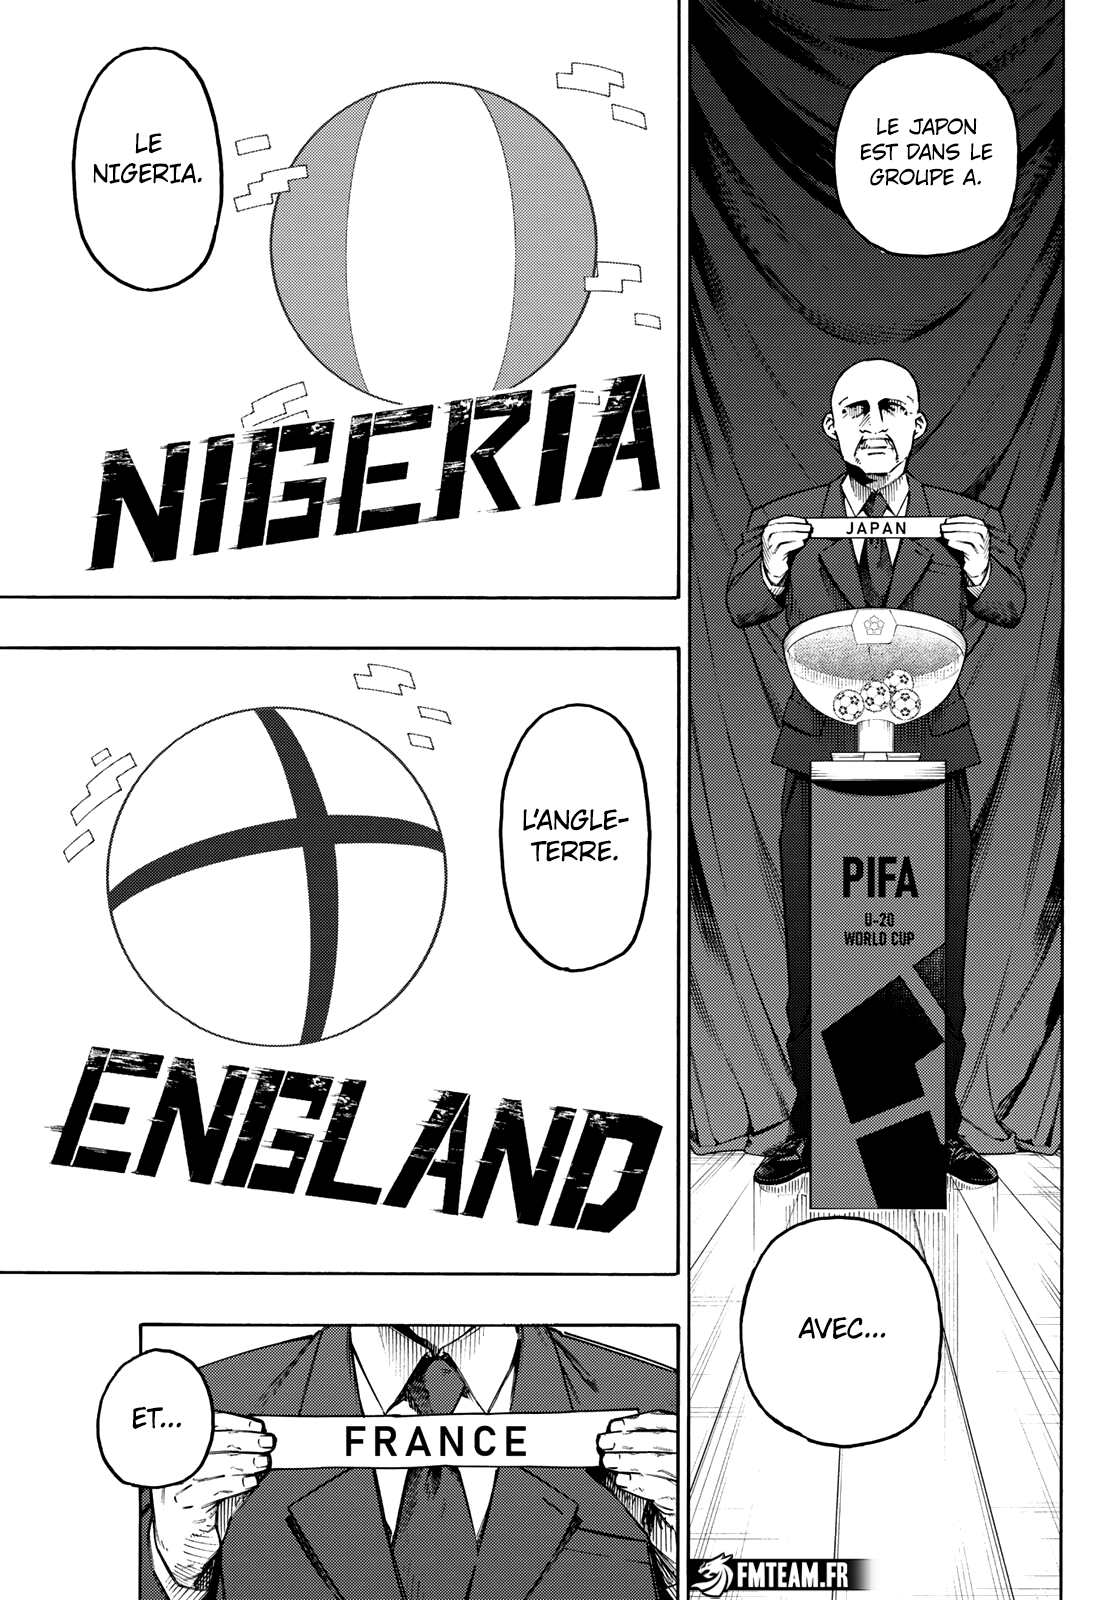 LE JAPON
EST DANS LE
GROUPE A.
JAPAN
PIFA
U-20
WORLD CUP
AVEC...
LE
NIGERIA.
NIGERIA
L'ANGLE-
TERRE.
ENGLAND
ET...
FRANCE
FMTEAM.FR